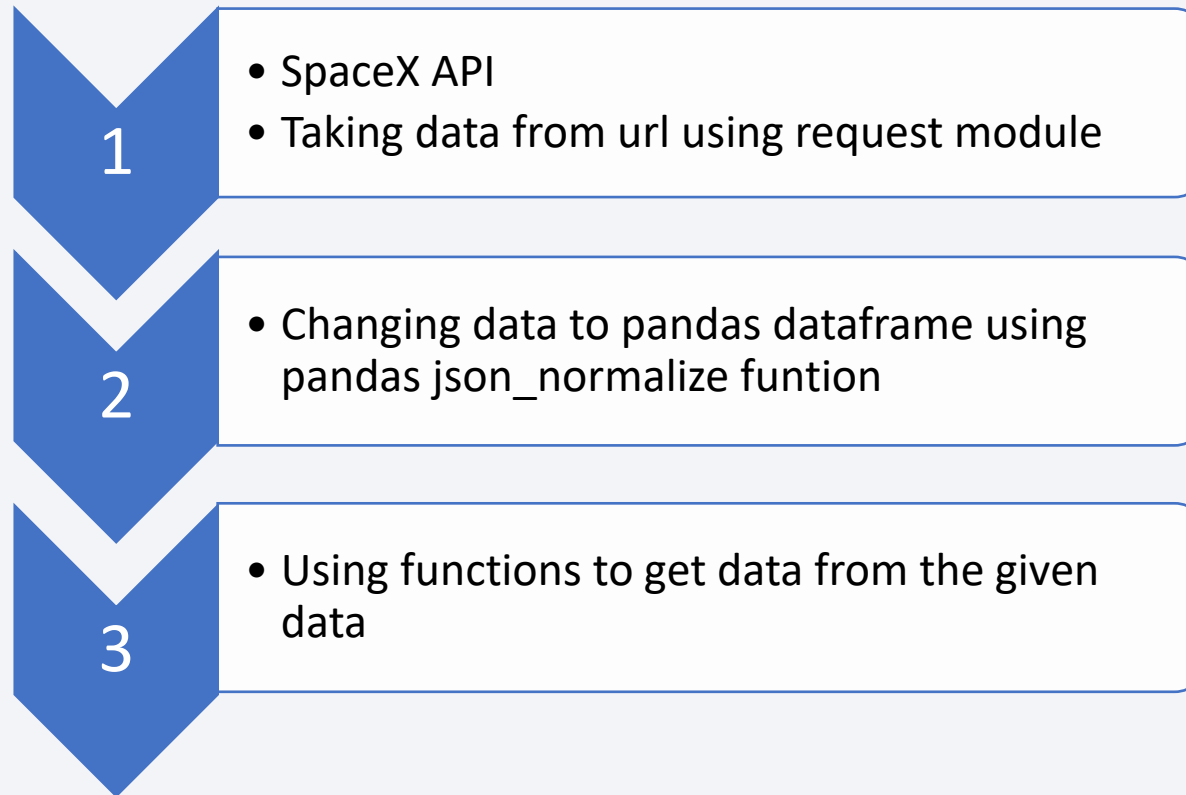 1
• SpaceX API
• Taking data from url using request module
2
• Changing data to pandas dataframe using
pandas json_normalize funtion
3
• Using functions to get data from the given
data